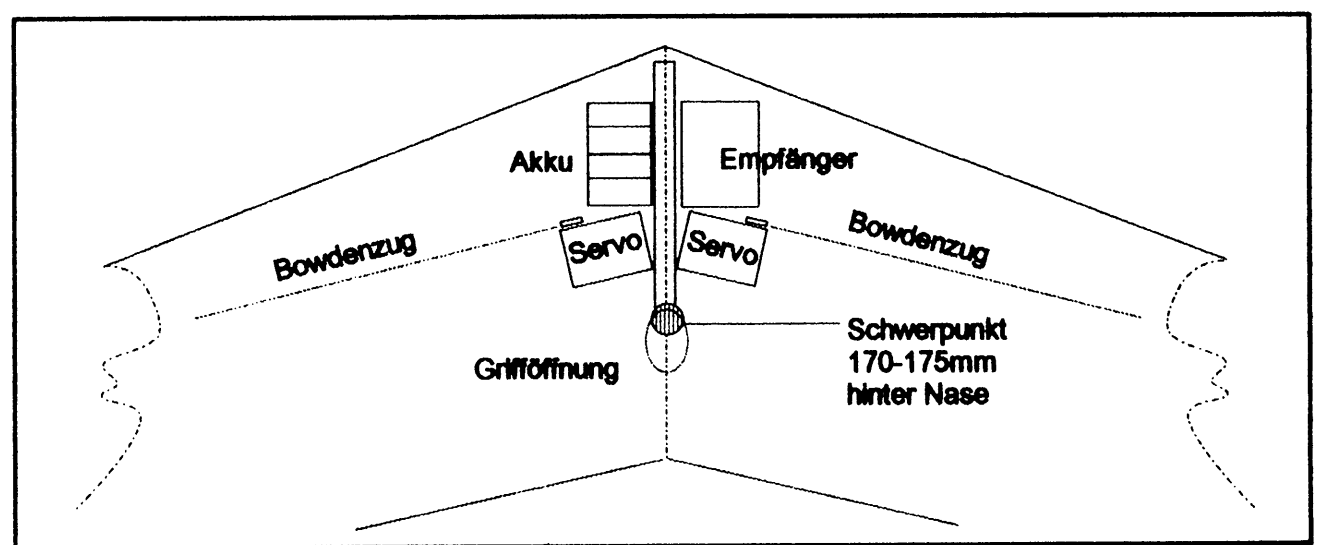 Akku
Empfänger
Bowdenzug
Servo
Servo
Bowdenzug
Schwerpunkt
170-175mm
hinter Nase
Grifföffnung